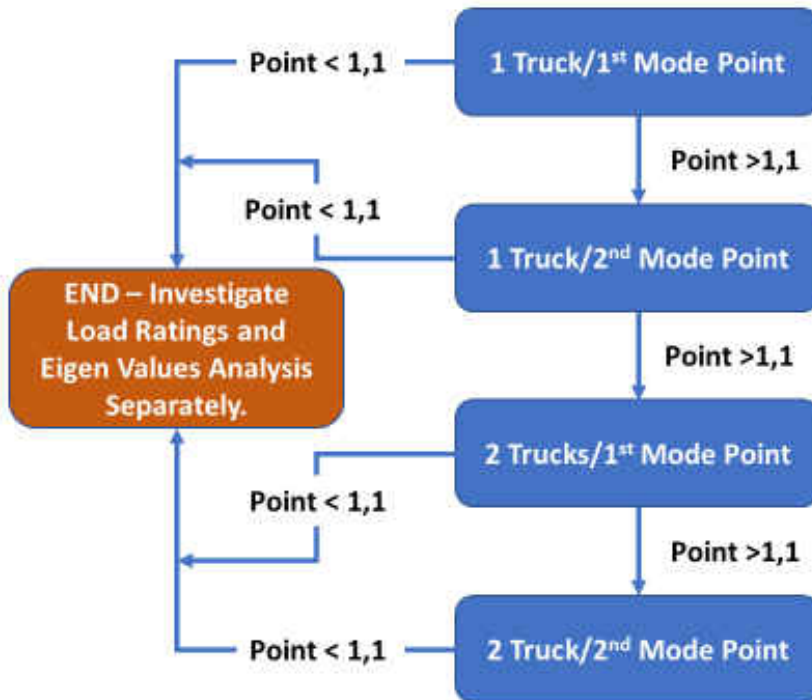 Point < 1,1
1 Truck/1st Mode Point
Point >1,1
Point < 1,1
1 Truck/2nd Mode Point
END – Investigate
Load Ratings and
Eigen Values Analysis
Separately.
Point >1,1
2 Trucks/1st Mode Point
Point < 1,1
Point >1,1
Point < 1,1
2 Truck/2nd Mode Point